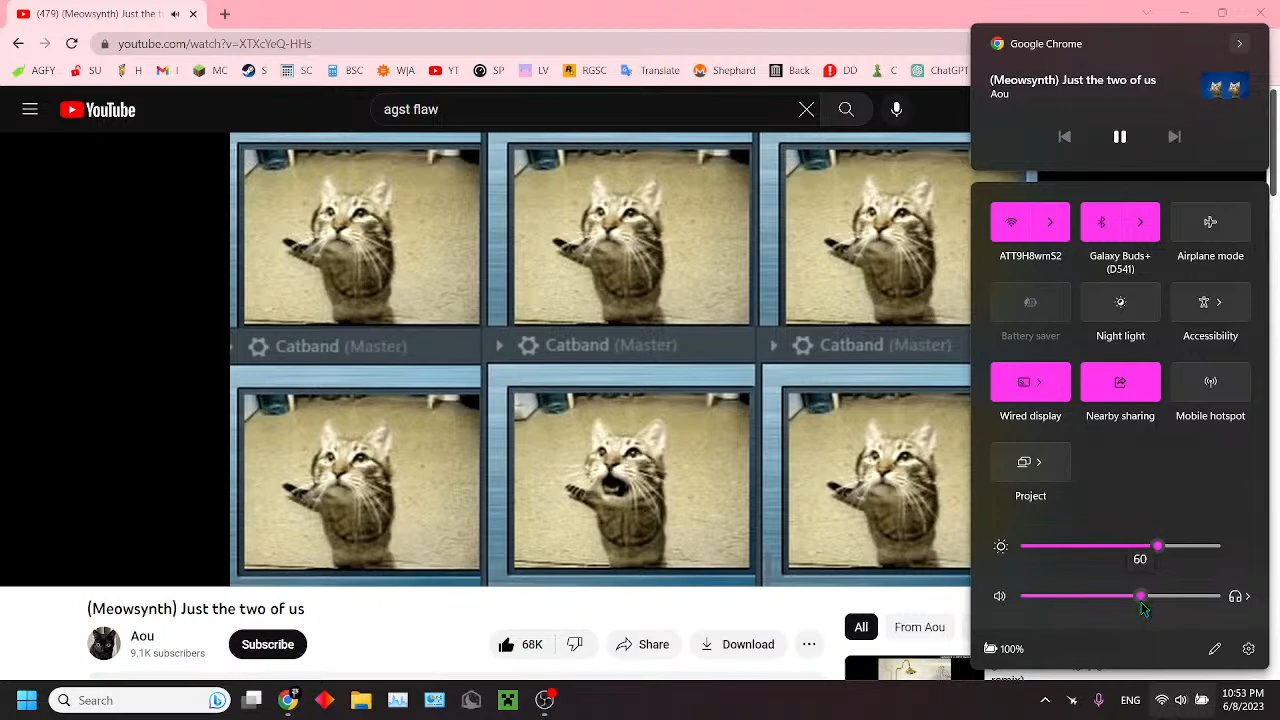 (479) (Meowsynth) Just the t
youtube.com/watch?v=XTXcYrQ-HHs
AGFY
SU
H
I
MC
S
SC
BSC
W|A
YT
SP
LV
RGSC
Translate
Shephard
Back
DD
C
ChatGPT
YouTube
agst flaw
Google Chrome
(Meowsynth) Just the two of us
Aou
ATT9H8wmS2
Galaxy Buds+
(D541)
Airplane mode
Battery saver
Night light
Accessibility
Wired display
Nearby sharing
Mobile hotspot
Project
60
100%
Catband (Master)
Catband (Master)
Catband (Master)
(Meowsynth) Just the two of us
Aou
9.1K subscribers
Subscribe
68K
Share
Download
All
From Aou
Search
ENG
10:53 PM
6/8/2023